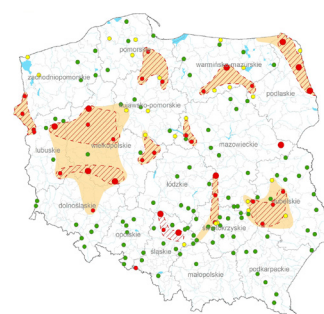 pomorskie
warmińsko-mazurskie
zachodniopomorskie
podlaskie
kujawsko-pomorskie
mazowieckie
wielkopolskie
lubuskie
łódzkie
lubelskie
dolnośląskie
świętokrzyskie
opolskie
śląskie
podkarpackie
małopolskie